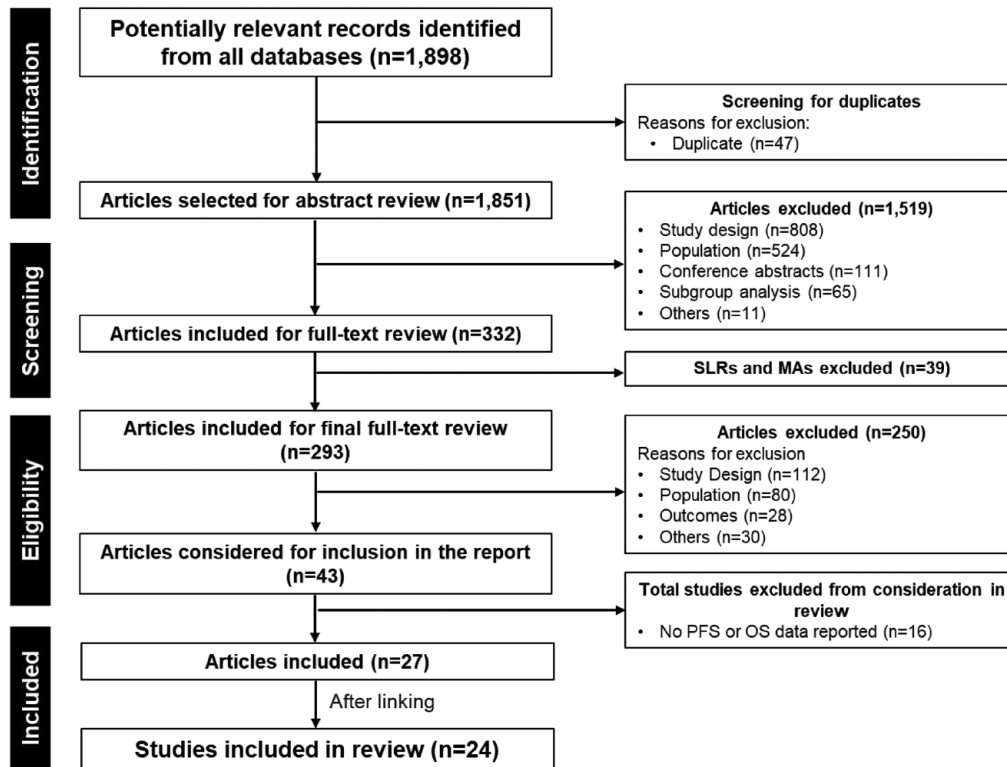 Identification
Potentially relevant records identified
from all databases (n=1,898)
Screening for duplicates
Reasons for exclusion:
• Duplicate (n=47)
Articles selected for abstract review (n=1,851)
Articles excluded (n=1,519)
• Study design (n=808)
• Population (n=524)
• Conference abstracts (n=111)
• Subgroup analysis (n=65)
• Others (n=11)
Screening
Articles included for full-text review (n=332)
SLRs and MAs excluded (n=39)
Eligibility
Articles included for final full-text review
(n=293)
Articles excluded (n=250)
Reasons for exclusion
• Study Design (n=112)
• Population (n=80)
• Outcomes (n=28)
• Others (n=30)
Articles considered for inclusion in the report
(n=43)
Total studies excluded from consideration in
review
• No PFS or OS data reported (n=16)
Included
Articles included (n=27)
After linking
Studies included in review (n=24)